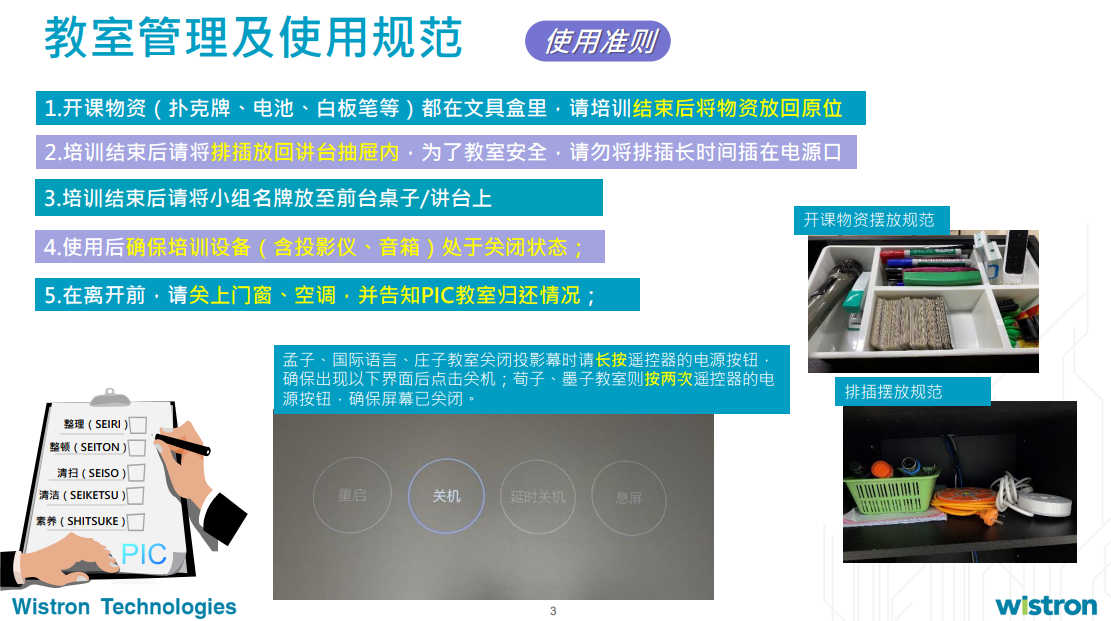 教室管理及使用规范
使用准则
1.开课物资（扑克牌、电池、白板笔等）都在文具盒里，请培训结束后将物资放回原位
2.培训结束后请将排插放回讲台抽屉内，为了教室安全，请勿将排插长时间插在电源口
3.培训结束后请将小组名牌放至前台桌子/讲台上
4.使用后确保培训设备（含投影仪、音箱）处于关闭状态；
5.在离开前，请关上门窗、空调，并告知PIC教室归还情况；
开课物资摆放规范
排插摆放规范
孟子、国际语言、庄子教室关闭投影幕时请长按遥控器的电源按钮，
确保出现以下界面后点击关机；荀子、墨子教室则按两次遥控器的电
源按钮，确保屏幕已关闭。
重启
关机
延时关机
息屏
整理（SEIRI）
整顿（SEITON）
清扫（SEISO）
清洁（SEIKETSU）
素养（SHITSUKE）
PIC
Wistron Technologies
3
wistron